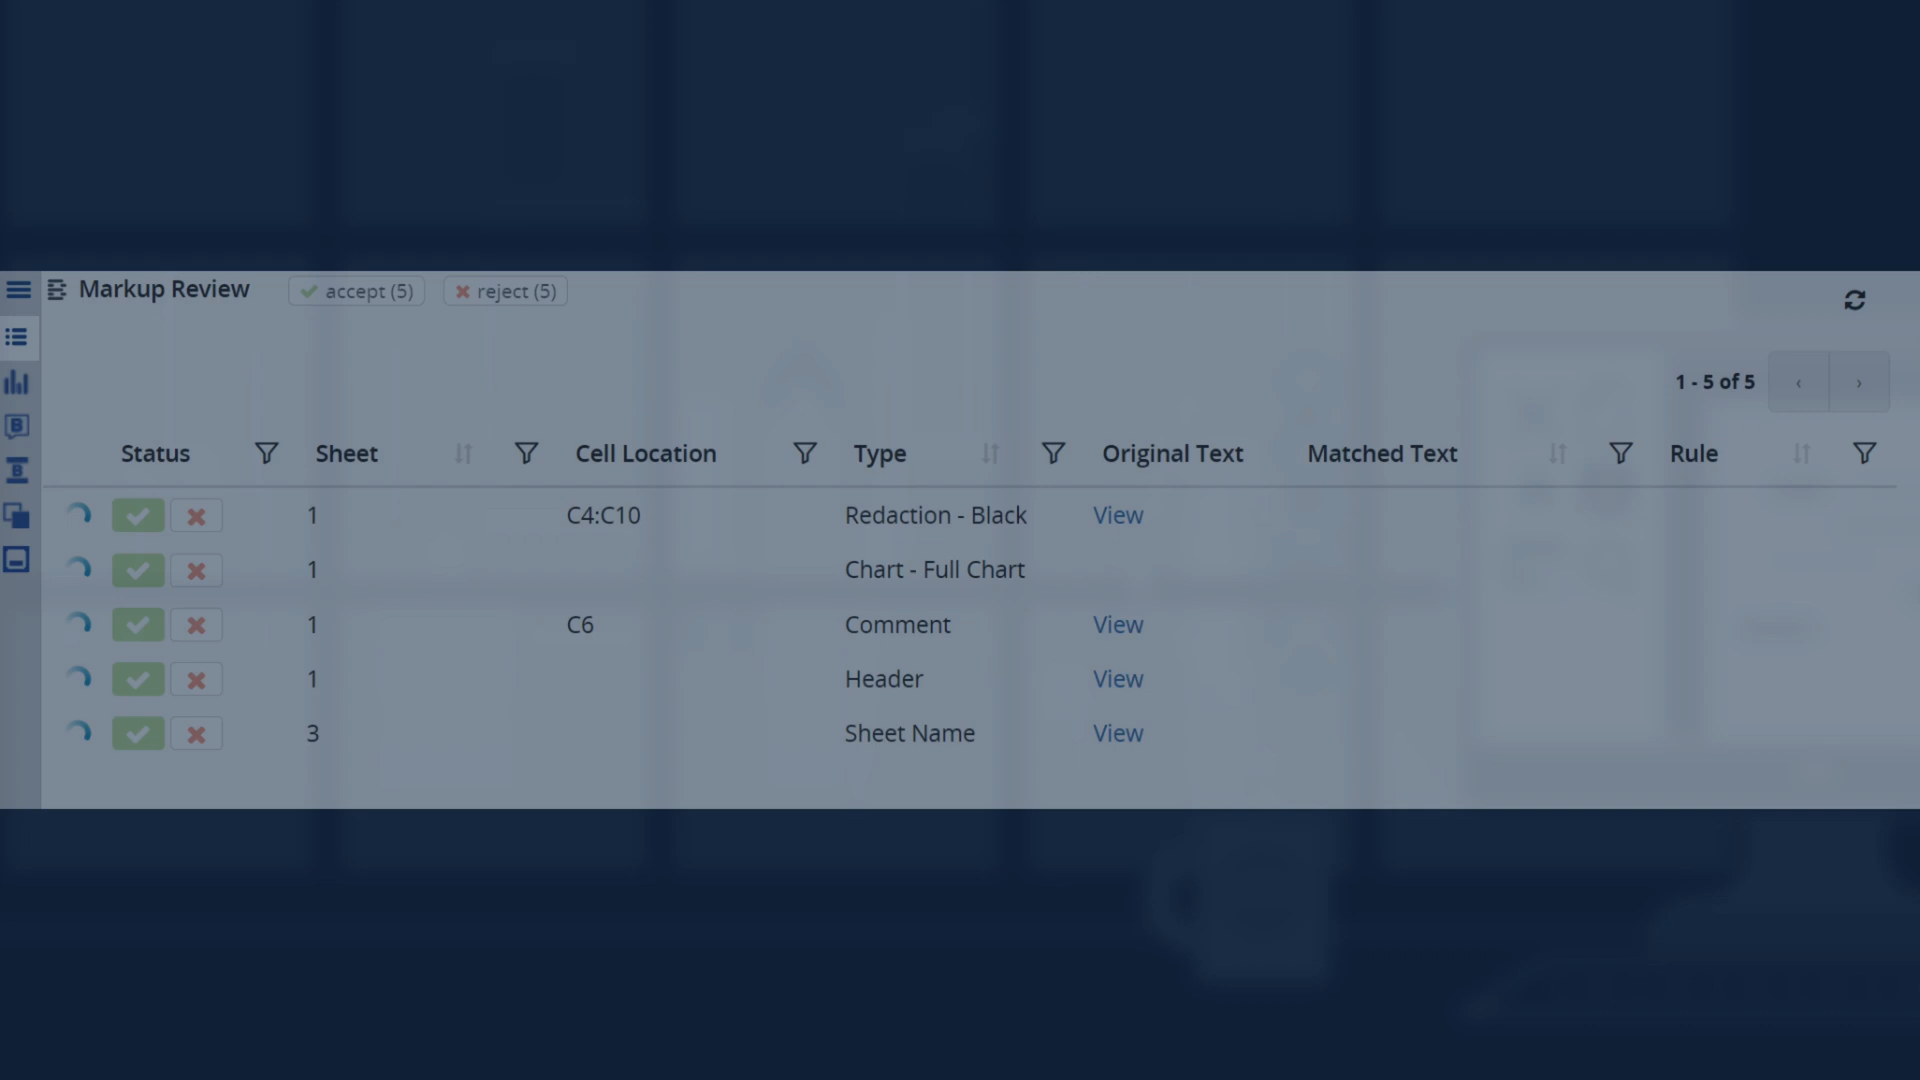 Markup Review accept (5) reject (5)
1 - 5 of 5
Status Sheet Cell Location Type Original Text Matched Text Rule
1 C4:C10 Redaction - Black View
1 Chart - Full Chart
1 C6 Comment View
1 Header View
3 Sheet Name View
B
B